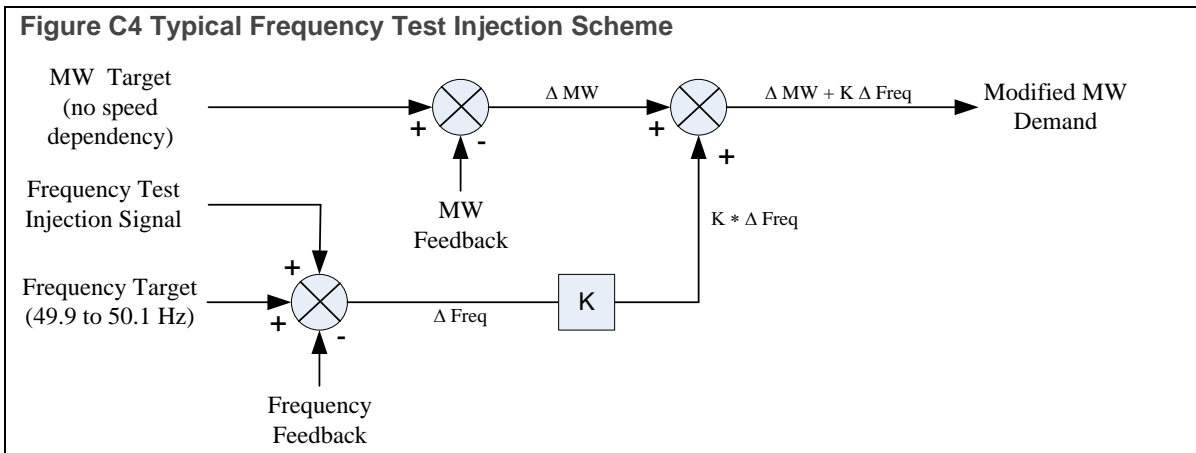 Figure C4 Typical Frequency Test Injection Scheme
MW Target
(no speed
dependency)
+
-
Δ MW
MW
Feedback
+
+
Δ MW + K Δ Freq
Modified MW
Demand
Frequency Test
Injection Signal
K * Δ Freq
Frequency Target
(49.9 to 50.1 Hz)
+
+
-
Δ Freq
K
Frequency
Feedback